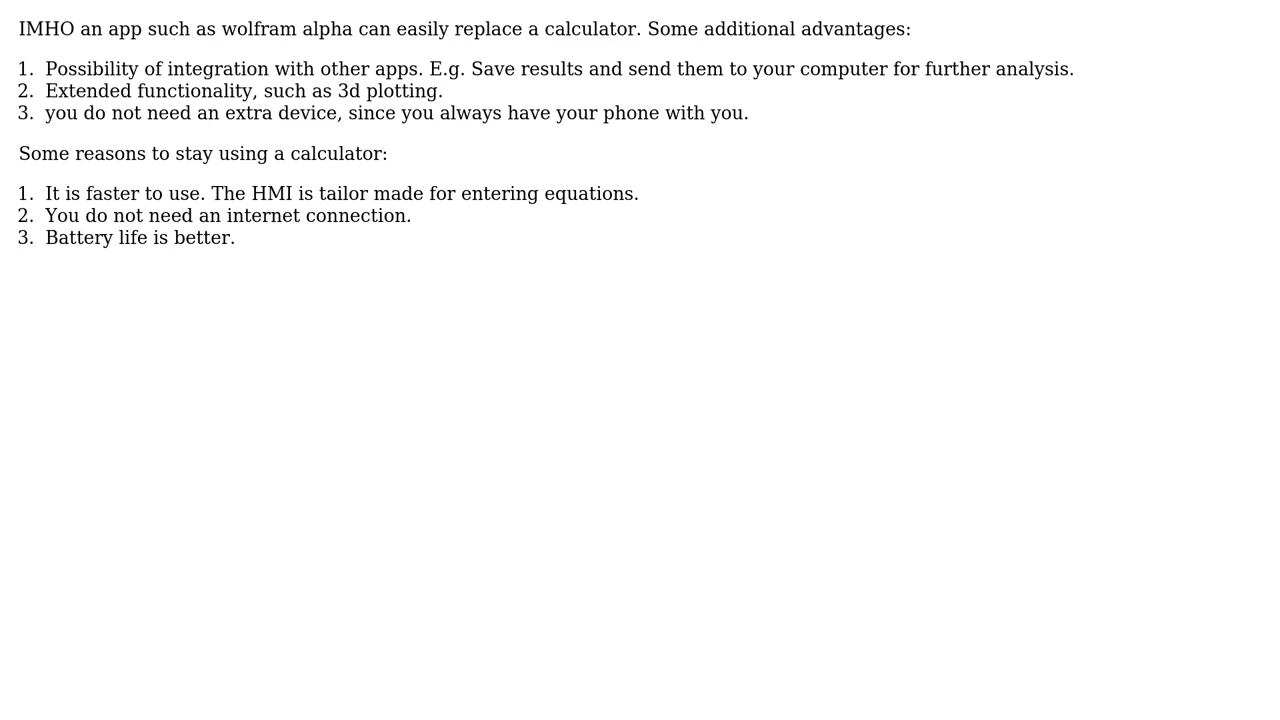 IMHO an app such as wolfram alpha can easily replace a calculator. Some additional advantages:
1. Possibility of integration with other apps. E.g. Save results and send them to your computer for further analysis.
2. Extended functionality, such as 3d plotting.
3. you do not need an extra device, since you always have your phone with you.
Some reasons to stay using a calculator:
1. It is faster to use. The HMI is tailor made for entering equations.
2. You do not need an internet connection.
3. Battery life is better.